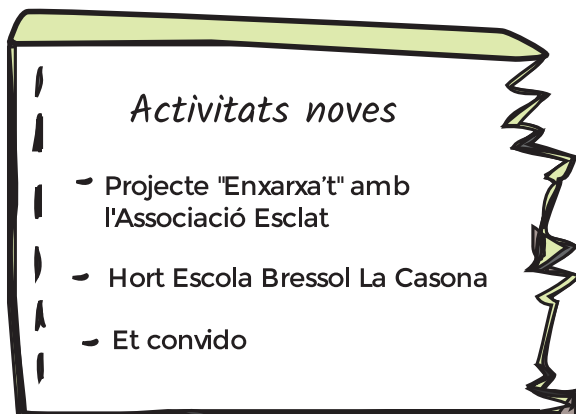 Activitats noves
- Projecte "Enxarxa't" amb
l'Associació Esclat
- Hort Escola Bressol La Casona
- Et convido